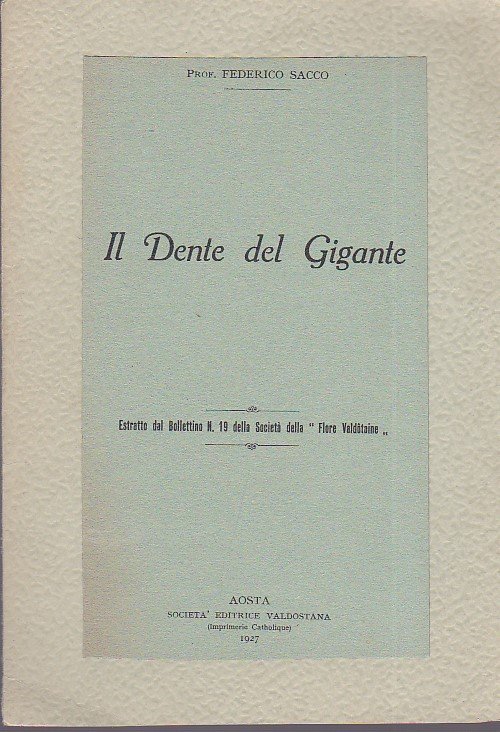 PROF. FEDERICO SACCO
Il Dente del Gigante
Estratto dal Bollettino N. 19 della Società della “ Flore Valdôtaine „
AOSTA
SOCIETA' EDITRICE VALDOSTANA
(Imprimerie Catholique)
1927